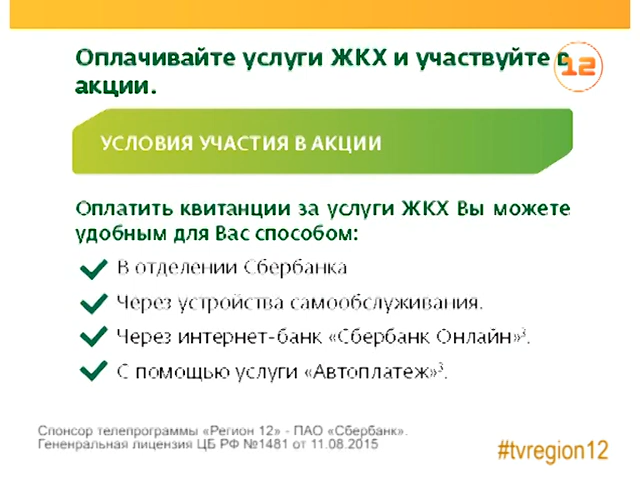 Оплачивайте услуги ЖКХ и участвуйте в
12
акции.
УСЛОВИЯ УЧАСТИЯ В АКЦИИ
Оплатить квитанции за услуги ЖКХ Вы можете
удобным для Вас способом:
В отделении Сбербанка
Через устройства самообслуживания.
Через интернет-банк «Сбербанк Онлайн»³.
С помощью услуги «Автоплатеж»³.
Спонсор телепрограммы «Регион 12» - ПАО «Сбербанк».
Гененральная лицензия ЦБ РФ №1481 от 11.08.2015
#tvregion12